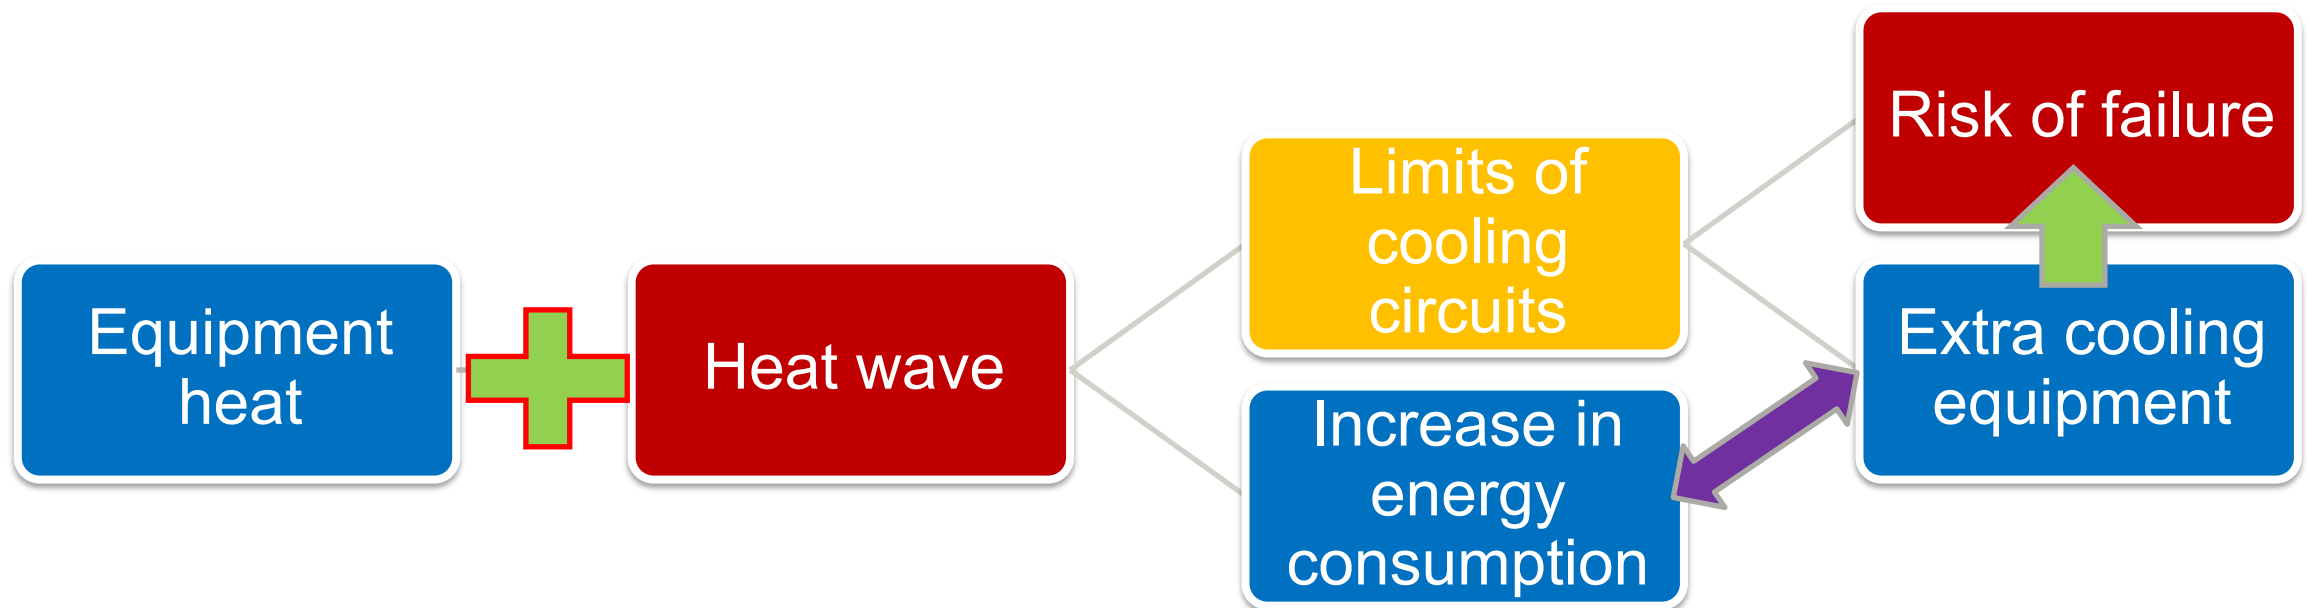 Equipment
heat
Heat wave
Limits of
cooling
circuits
Increase in
energy
consumption
Risk of failure
Extra cooling
equipment